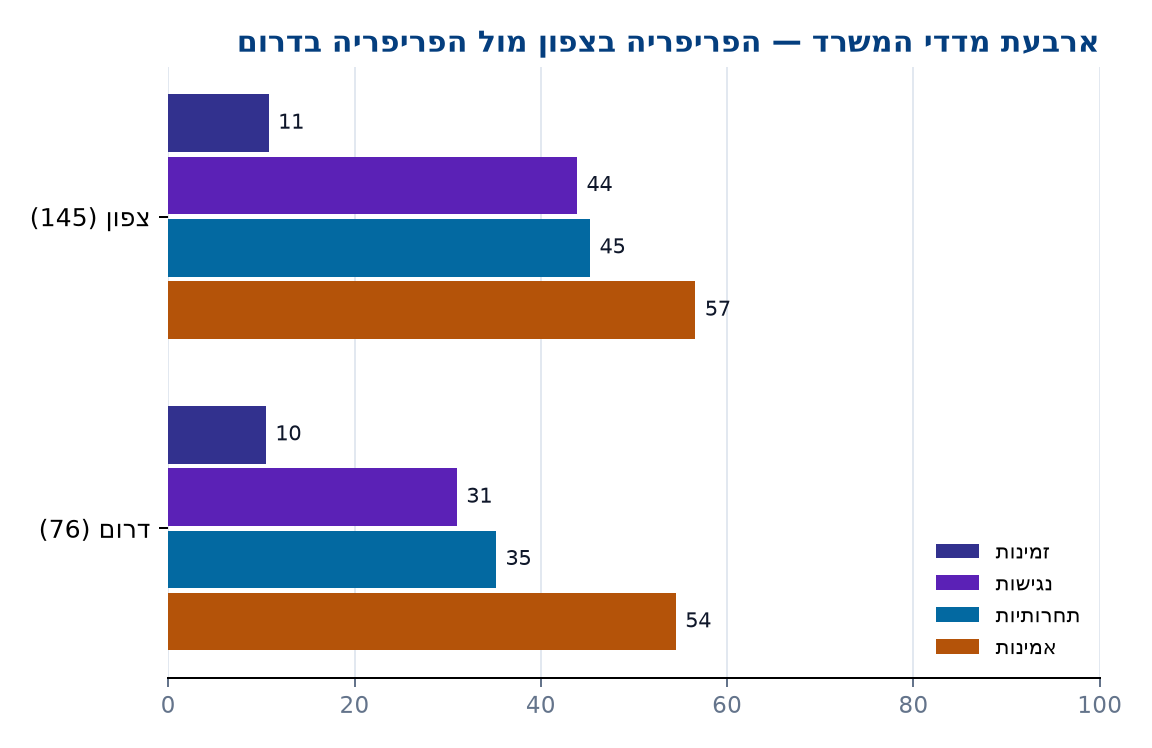 ארבעת מדדי המשרד — הפריפריה בצפון מול הפריפריה בדרום
11
44
צפון (145)
45
57
10
31
דרום (76)
35
54
זמינות
נגישות
תחרותיות
אמינות
0 20 40 60 80 100